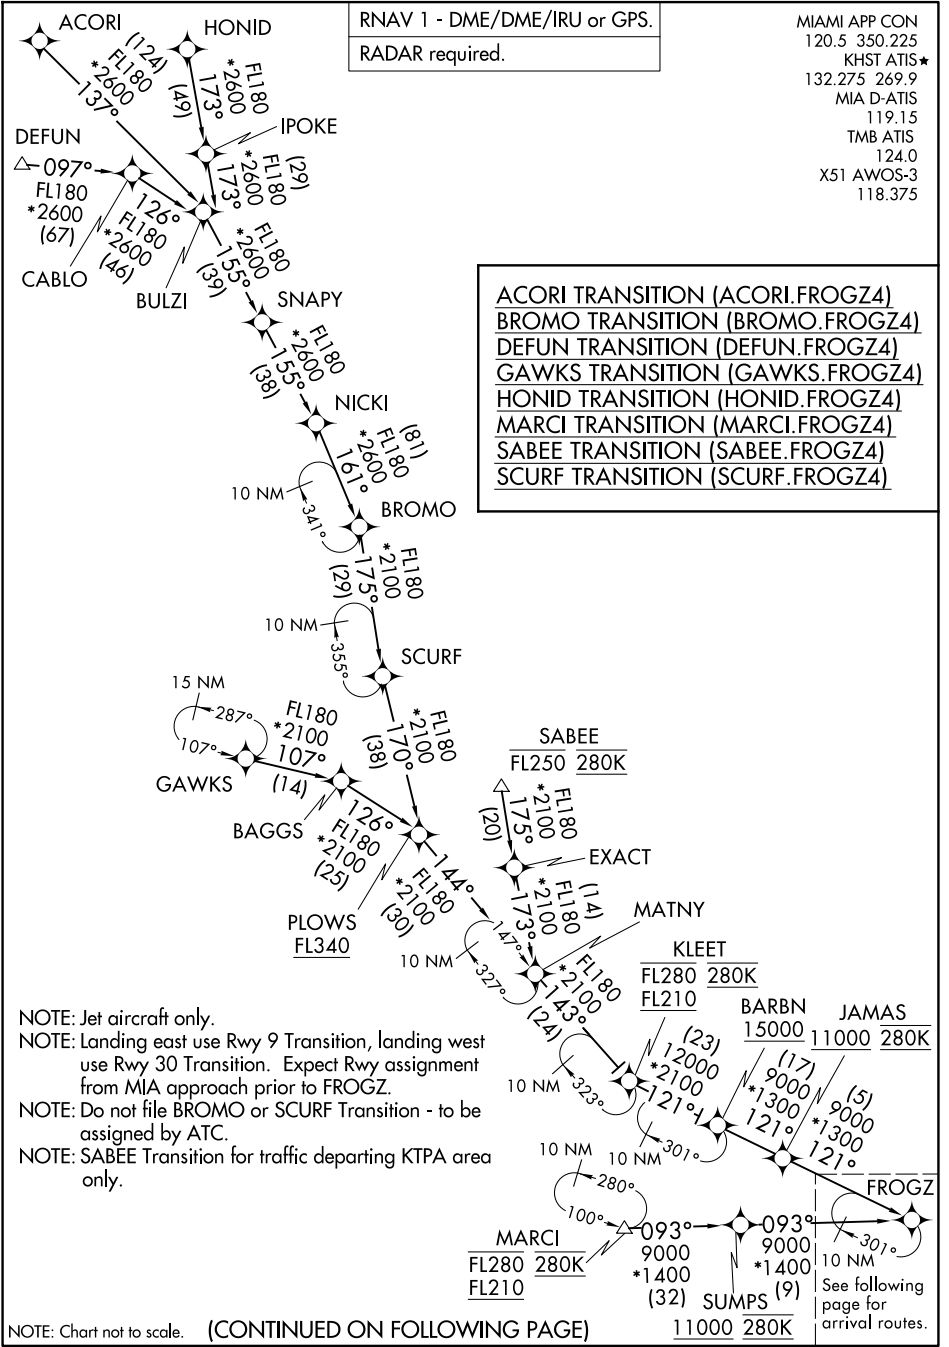 RNAV 1 - DME/DME/IRU or GPS.
RADAR required.
MIAMI APP CON
120.5 350.225
KHST ATIS★
132.275 269.9
MIA D-ATIS
119.15
TMB ATIS
124.0
X51 AWOS-3
118.375
ACORI
(124)
FL180
*2600
137°
HONID
FL180
*2600
173°
(49)
IPOKE
(29)
FL180
*2600
173°
DEFUN
097°
FL180
*2600
(67)
CABLO
126°
FL180
*2600
(46)
BULZI
FL180
*2600
155°
(39)
SNAPY
FL180
*2600
155°
(38)
NICKI
(81)
FL180
*2600
161°
10 NM
341°
BROMO
FL180
*2100
175°
(29)
10 NM
355°
SCURF
FL180
*2100
170°
(38)
ACORI TRANSITION (ACORI.FROGZ4)
BROMO TRANSITION (BROMO.FROGZ4)
DEFUN TRANSITION (DEFUN.FROGZ4)
GAWKS TRANSITION (GAWKS.FROGZ4)
HONID TRANSITION (HONID.FROGZ4)
MARCI TRANSITION (MARCI.FROGZ4)
SABEE TRANSITION (SABEE.FROGZ4)
SCURF TRANSITION (SCURF.FROGZ4)
15 NM
287°
107°
GAWKS
FL180
*2100
107°
(14)
BAGGS
126°
FL180
*2100
(25)
PLOWS
FL340
144°
FL180
*2100
(30)
SABEE
FL250 280K
FL180
*2100
175°
(20)
EXACT
(14)
FL180
*2100
173°
MATNY
147°
327°
10 NM
FL180
*2100
143°
(24)
KLEET
FL280 280K
FL210
10 NM
323°
(23)
12000
*2100
121°
10 NM
301°
BARBN
15000
(17)
9000
*1300
121°
JAMAS
11000 280K
(5)
9000
*1300
121°
FROGZ
301°
10 NM
See following
page for
arrival routes.
10 NM
280°
100°
MARCI
FL280 280K
FL210
093°
9000
*1400
(32)
SUMPS
11000 280K
093°
9000
*1400
(9)
NOTE: Jet aircraft only.
NOTE: Landing east use Rwy 9 Transition, landing west
use Rwy 30 Transition. Expect Rwy assignment
from MIA approach prior to FROGZ.
NOTE: Do not file BROMO or SCURF Transition - to be
assigned by ATC.
NOTE: SABEE Transition for traffic departing KTPA area
only.
NOTE: Chart not to scale.
(CONTINUED ON FOLLOWING PAGE)